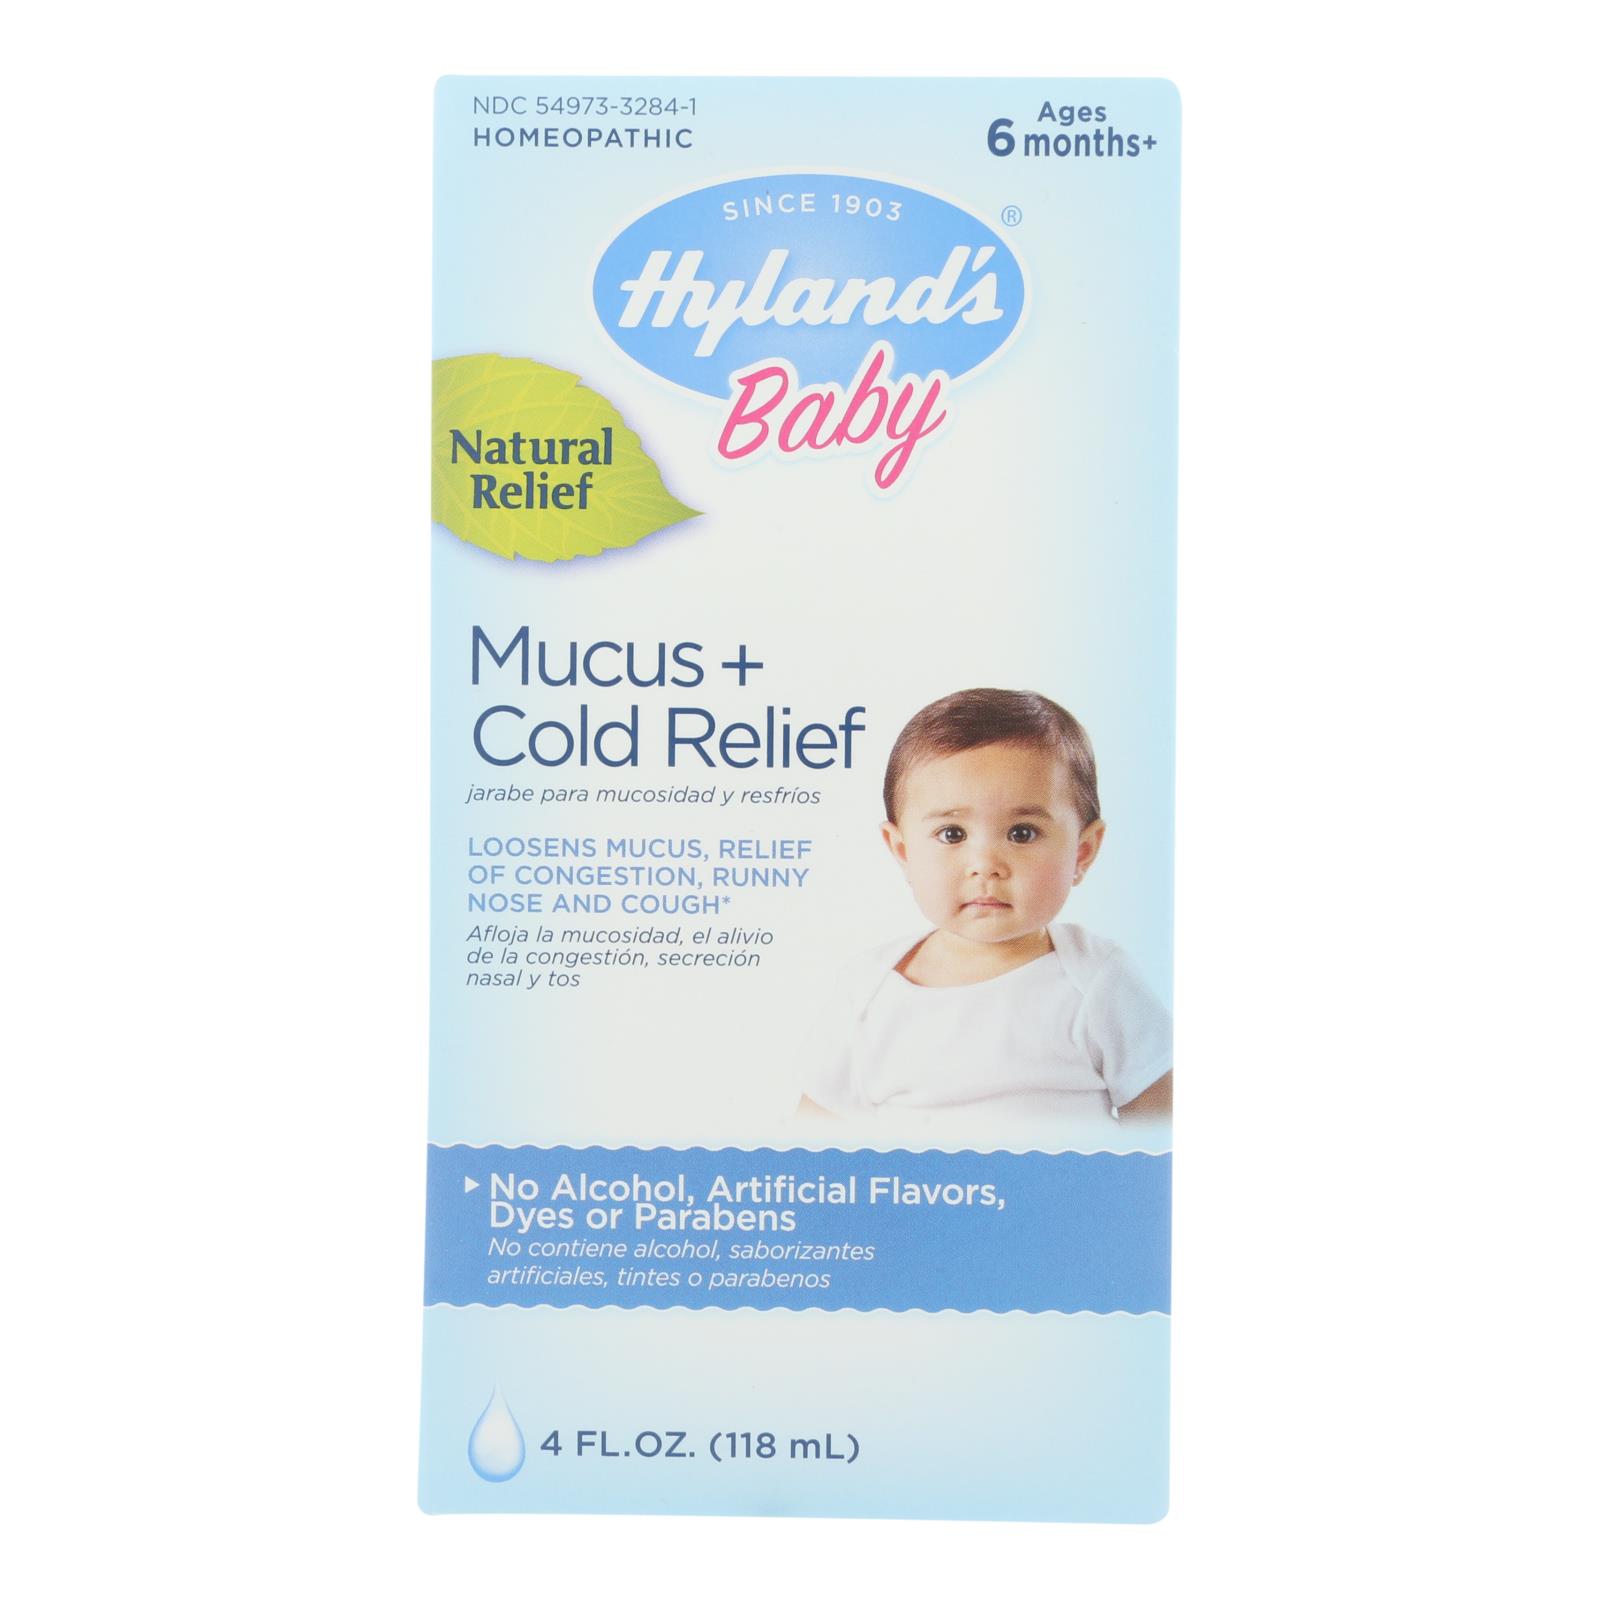 NDC 54973-3284-1
HOMEOPATHIC
Ages
6 months+
SINCE 1903
Hyland's®
Baby
Natural
Relief
Mucus +
Cold Relief
jarabe para mucosidad y resfríos
LOOSENS MUCUS, RELIEF
OF CONGESTION, RUNNY
NOSE AND COUGH*
Afloja la mucosidad, el alivio
de la congestión, secreción
nasal y tos
▸ No Alcohol, Artificial Flavors,
Dyes or Parabens
No contiene alcohol, saborizantes
artificiales, tintes o parabenos
4 FL.OZ. (118 mL)